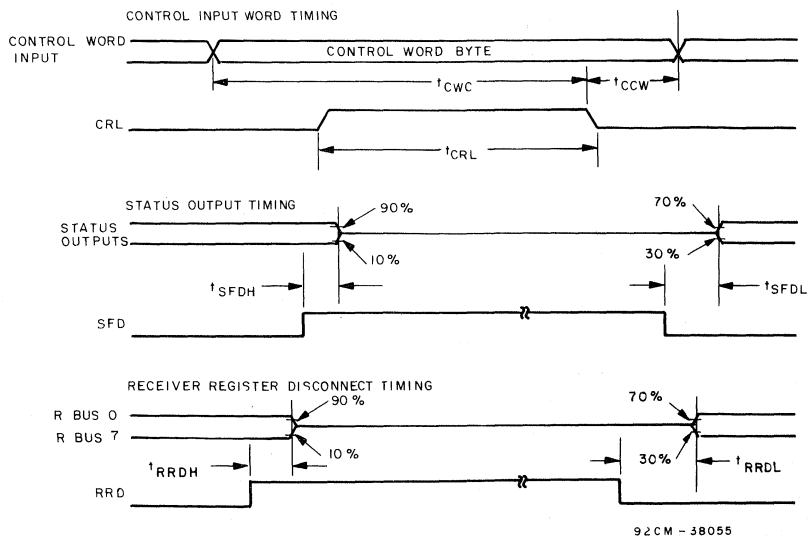 CONTROL INPUT WORD TIMING
CONTROL WORD
INPUT
CONTROL WORD BYTE
tCWC
tCCW
CRL
tCRL
STATUS OUTPUT TIMING
STATUS
OUTPUTS
90%
10%
70%
30%
tSFDH
tSFDL
SFD
RECEIVER REGISTER DISCONNECT TIMING
R BUS 0
R BUS 7
90%
10%
70%
30%
tRRDH
tRRDL
RRD
92CM-38055